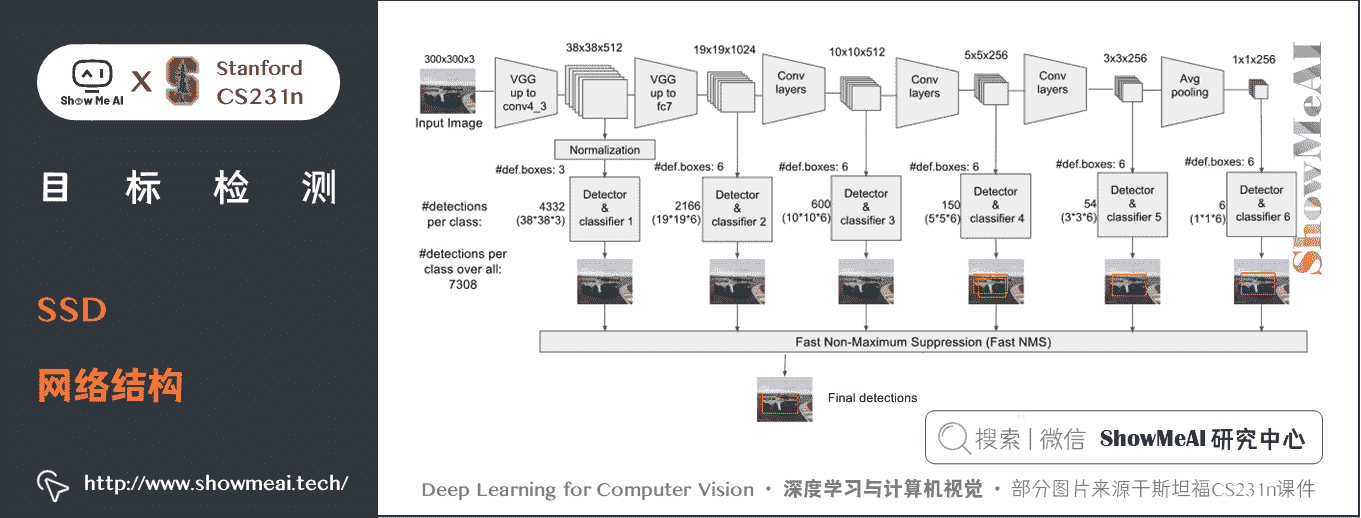 Show Me AI
X
S
Stanford
CS231n
目标检测
SSD
网络结构
http://www.showmeai.tech/
300x300x3
Input Image
VGG
up to
conv4_3
38x38x512
VGG
up to
fc7
19x19x1024
Conv
layers
10x10x512
Conv
layers
5x5x256
Conv
layers
3x3x256
Avg
pooling
1x1x256
Normalization
#def.boxes: 3
#def.boxes: 6
#def.boxes: 6
#def.boxes: 6
#def.boxes: 6
#def.boxes: 6
#detections
per class:
4332
(38*38*3)
Detector
&
classifier 1
2166
(19*19*6)
Detector
&
classifier 2
600
(10*10*6)
Detector
&
classifier 3
150
(5*5*6)
Detector
&
classifier 4
54
(3*3*6)
Detector
&
classifier 5
6
(1*1*6)
Detector
&
classifier 6
#detections per
class over all:
7308
Fast Non-Maximum Suppression (Fast NMS)
Final detections
ShowMeAI
搜索 | 微信 ShowMeAI 研究中心
Deep Learning for Computer Vision · 深度学习与计算机视觉 · 部分图片来源于斯坦福CS231n课件